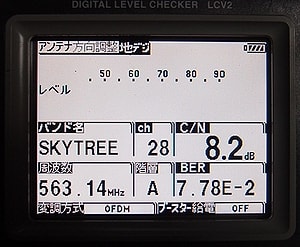 DIGITAL LEVEL CHECKER LCV2
アンテナ方向調整 地デジ
. 50 . 60 . 70 . 80 . 90
レベル
バンド名 ch C/N
SKYTREE 28 8.2dB
周波数 階層 BER
563.14MHz A 7.78E-2
変調方式 OFDM ブースター給電 OFF